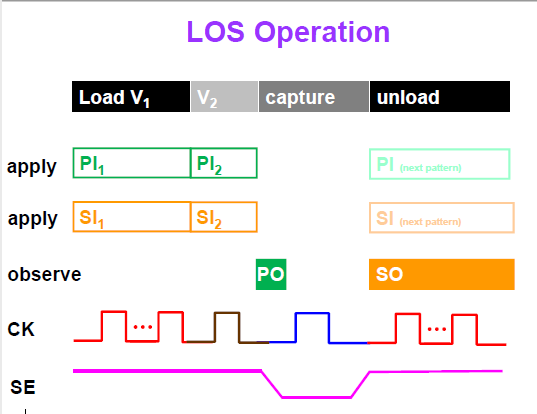 LOS Operation
Load V1 V2 capture unload
apply PI1 PI2 PI (next pattern)
apply SI1 SI2 SI (next pattern)
observe PO SO
CK ... ...
SE